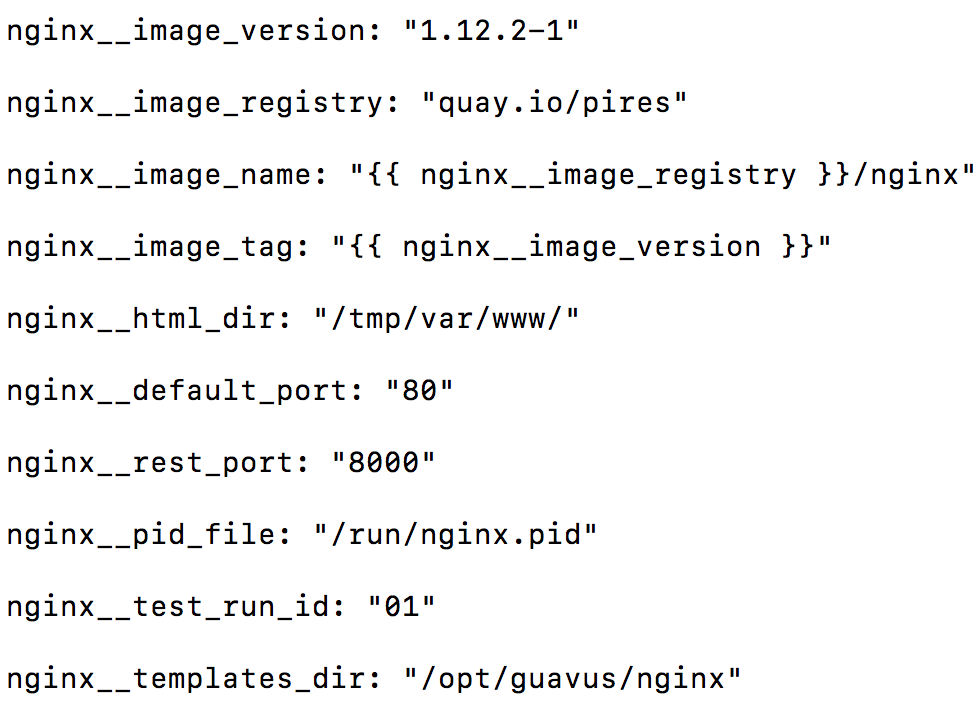 nginx__image_version: "1.12.2-1"
nginx__image_registry: "quay.io/pires"
nginx__image_name: "{{ nginx__image_registry }}/nginx"
nginx__image_tag: "{{ nginx__image_version }}"
nginx__html_dir: "/tmp/var/www/"
nginx__default_port: "80"
nginx__rest_port: "8000"
nginx__pid_file: "/run/nginx.pid"
nginx__test_run_id: "01"
nginx__templates_dir: "/opt/guavus/nginx"